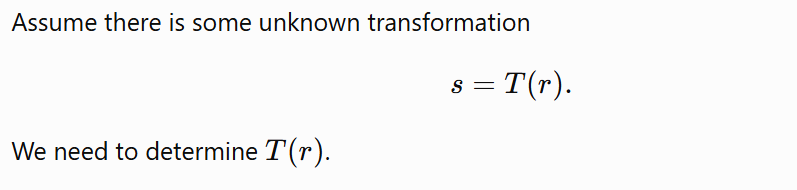 Assume there is some unknown transformation
s = T(r).
We need to determine T(r).